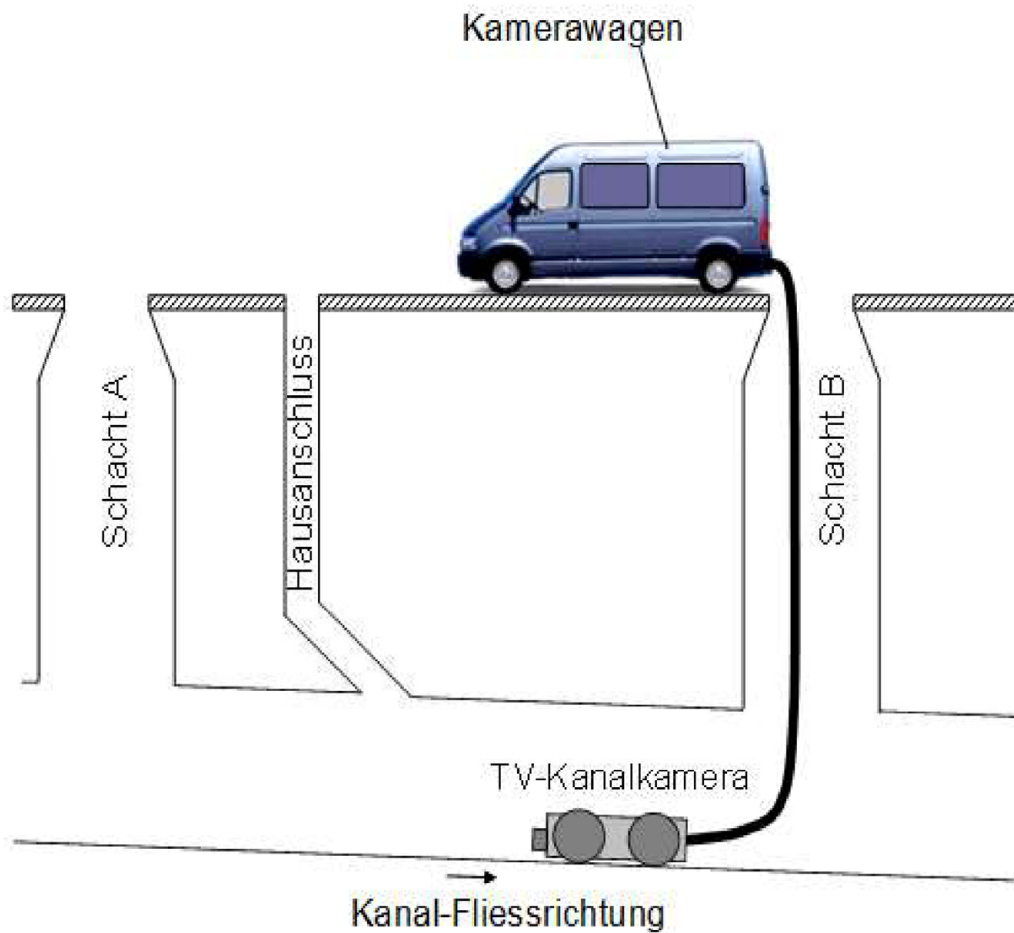 Kamerawagen
Schacht A
Hausanschluss
Schacht B
TV-Kanalkamera
Kanal-Fliessrichtung